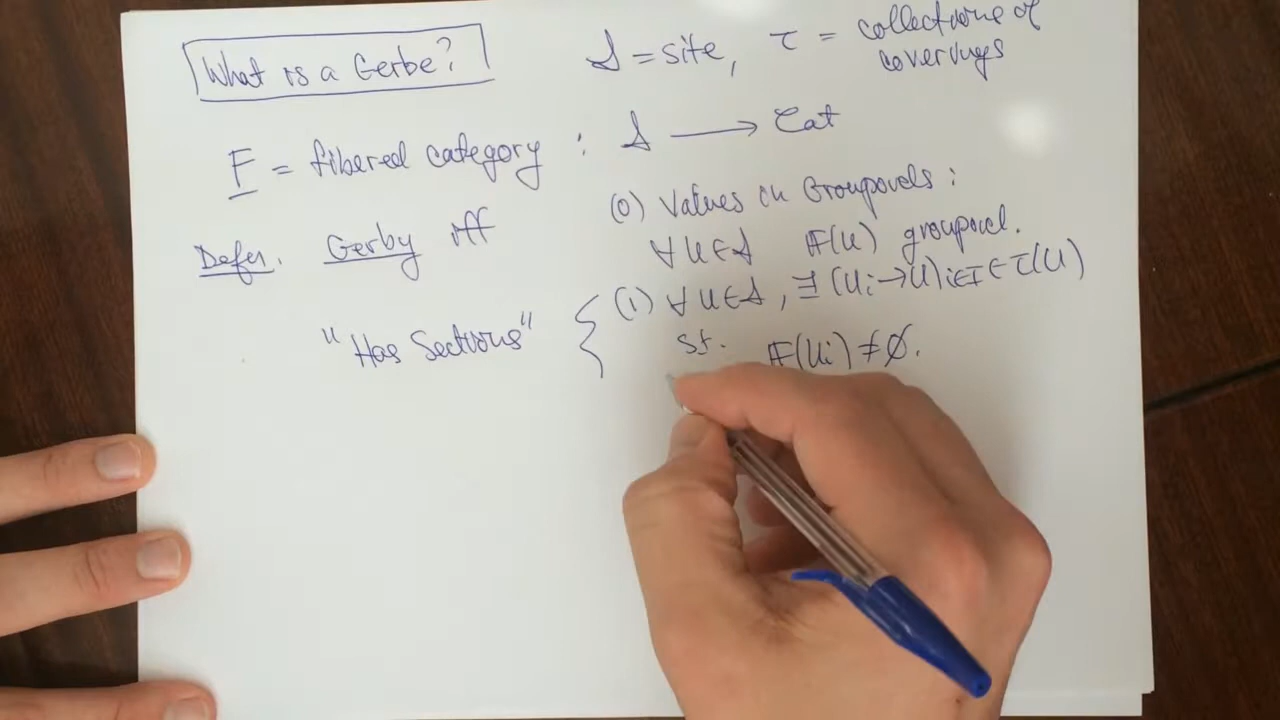 What is a Gerbe?
S = site, τ = collections of coverings
F = fibered category : S → Cat
(0) Values in Groupoids :
Defn. Gerby iff ∀ U ∈ S F(U) groupoid.
"Has Sections" { (1) ∀ U ∈ S, ∃ (Ui → U)i∈I ∈ τ(U)
st. F(Ui) ≠ ∅.